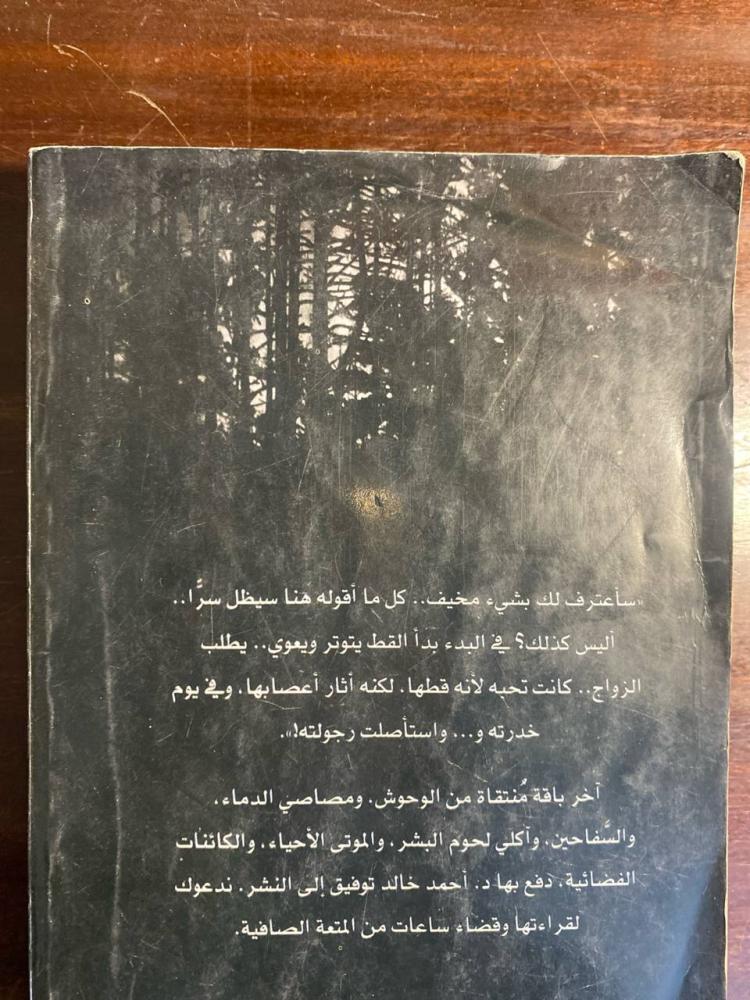 «سأعترف لك بشيء مخيف.. كل ما أقوله هنا سيظل سرًّا..
أليس كذلك؟ في البدء بدأ القط يتوتر ويعوي.. يطلب
الزواج.. كانت تحبه لأنه قطها، لكنه أثار أعصابها، وفي يوم
خدرته و... واستأصلت رجولته!».
آخر باقة مُنتقاة من الوحوش، ومصاصي الدماء،
والسَّفاحين، وآكلي لحوم البشر، والموتى الأحياء، والكائنات
الفضائية، دفع بها د. أحمد خالد توفيق إلى النشر، ندعوك
لقراءتها وقضاء ساعات من المتعة الصافية.